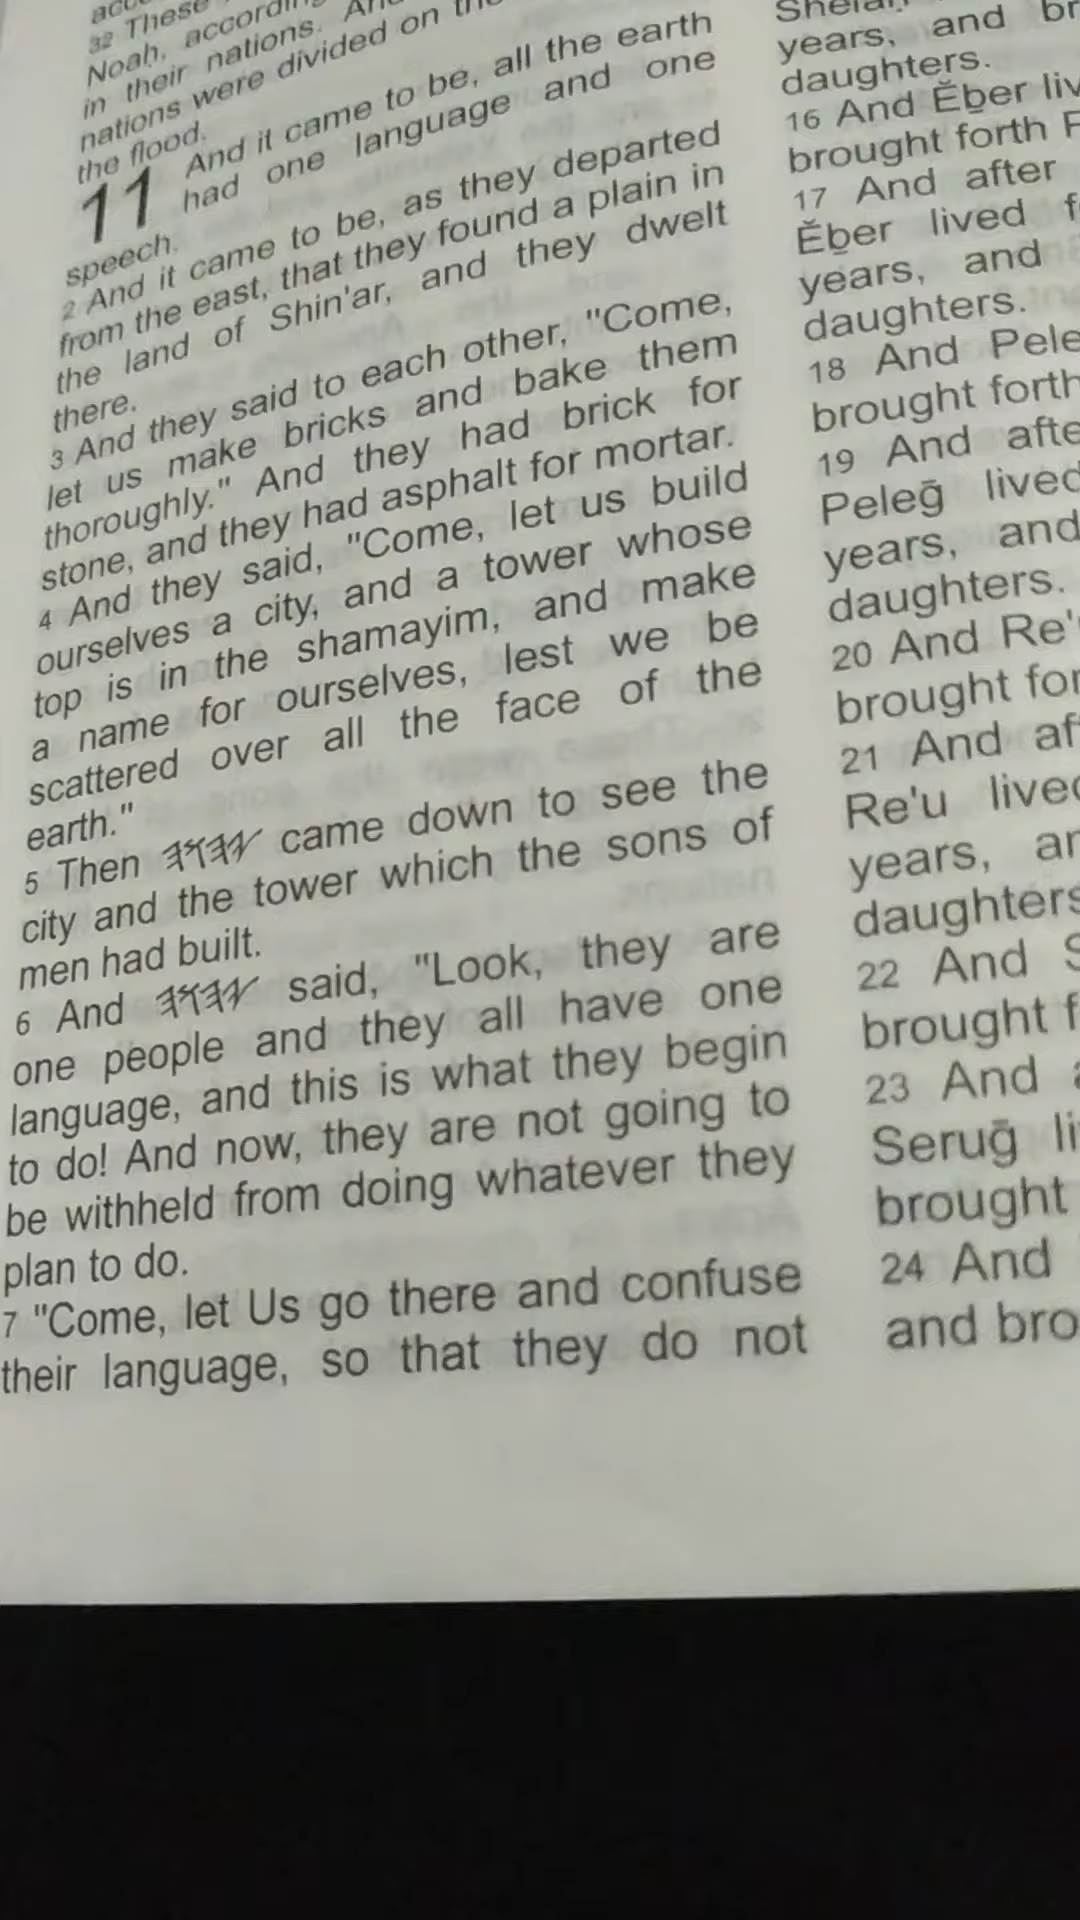 32 These
Noah, according
in their nations. And
nations were divided on the
the flood.
11 And it came to be, all the earth
had one language and one
speech.
2 And it came to be, as they departed
from the east, that they found a plain in
the land of Shin'ar, and they dwelt
there.
3 And they said to each other, "Come,
let us make bricks and bake them
thoroughly." And they had brick for
stone, and they had asphalt for mortar.
4 And they said, "Come, let us build
ourselves a city, and a tower whose
top is in the shamayim, and make
a name for ourselves, lest we be
scattered over all the face of the
earth."
5 Then 𐤉𐤄𐤅𐤄 came down to see the
city and the tower which the sons of
men had built.
6 And 𐤉𐤄𐤅𐤄 said, "Look, they are
one people and they all have one
language, and this is what they begin
to do! And now, they are not going to
be withheld from doing whatever they
plan to do.
7 "Come, let Us go there and confuse
their language, so that they do not
years, and br
daughters.
16 And Ĕḇer liv
brought forth P
17 And after
Ĕḇer lived f
years, and
daughters.
18 And Pele
brought forth
19 And afte
Peleḡ lived
years, and
daughters.
20 And Re'
brought for
21 And af
Re'u lived
years, an
daughters
22 And S
brought f
23 And a
Seruḡ li
brought
24 And
and bro